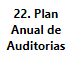 22. Plan
Anual de
Auditorias